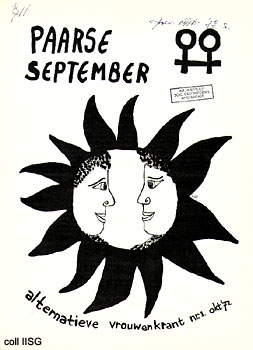 PAARSE
SEPTEMBER
alternatieve vrouwenkrant nr.1 okt'72
coll IISG